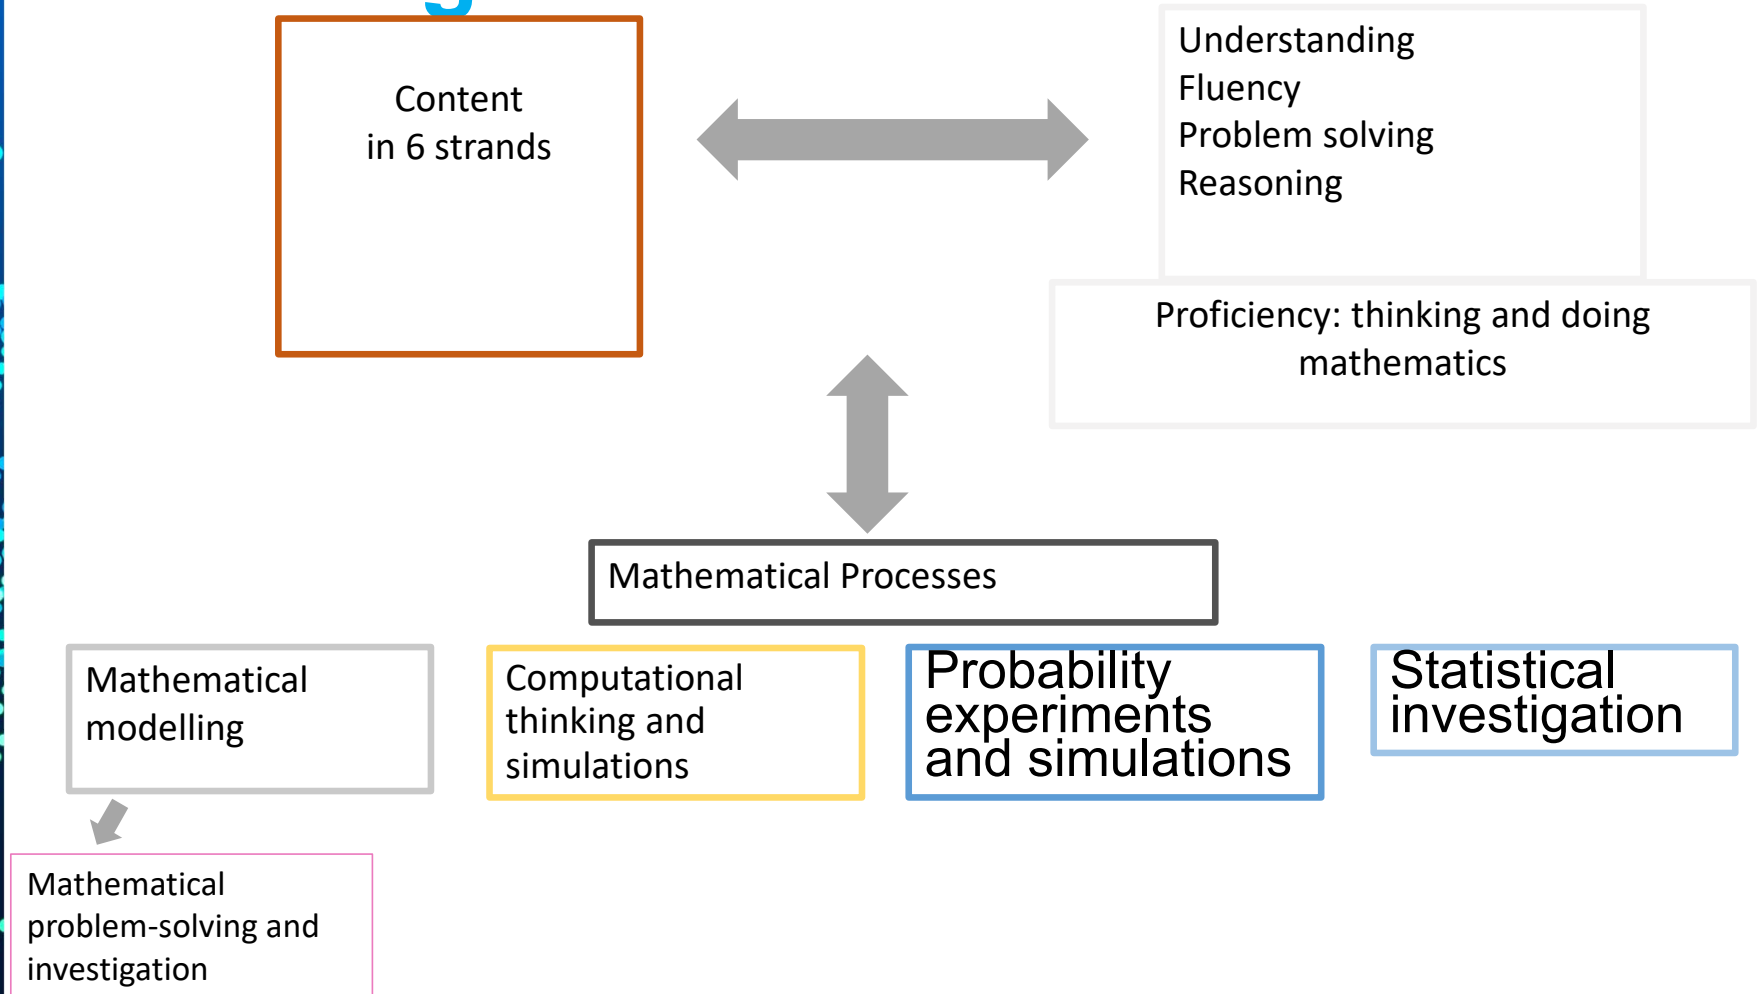 Content
in 6 strands
Understanding
Fluency
Problem solving
Reasoning
Proficiency: thinking and doing
mathematics
Mathematical Processes
Mathematical
modelling
Computational
thinking and
simulations
Probability
experiments
and simulations
Statistical
investigation
Mathematical
problem-solving and
investigation